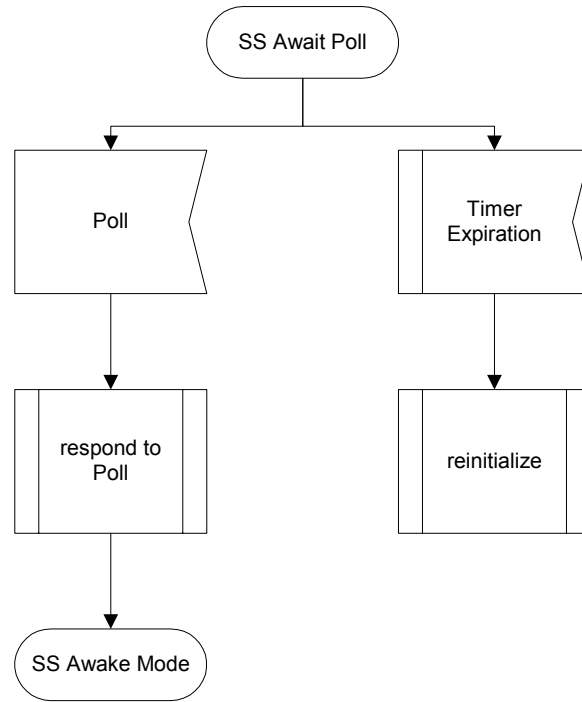 SS Await Poll
Poll
Timer
Expiration
respond to
Poll
reinitialize
SS Awake Mode